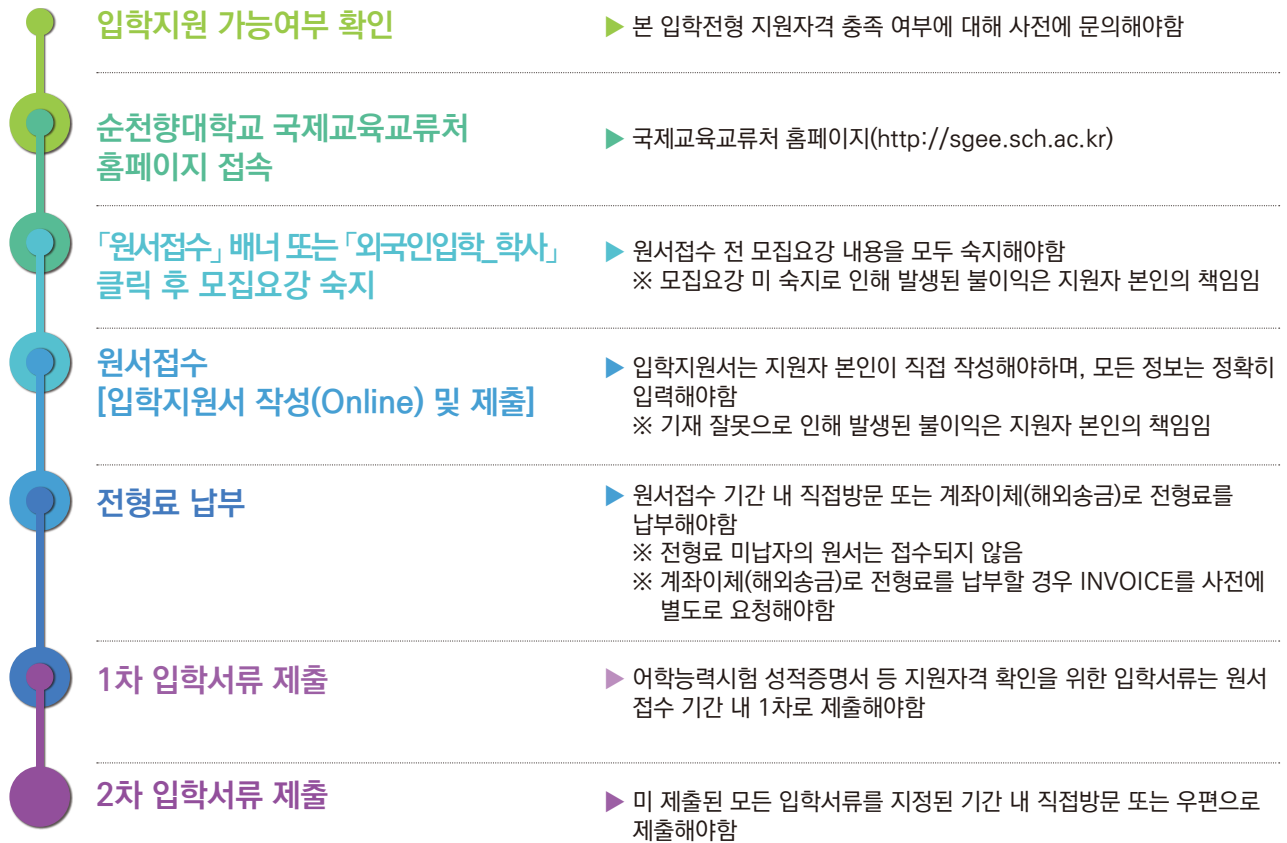 입학지원 가능여부 확인
▶ 본 입학전형 지원자격 충족 여부에 대해 사전에 문의해야함
순천향대학교 국제교육교류처
홈페이지 접속
▶ 국제교육교류처 홈페이지(http://sgee.sch.ac.kr)
「원서접수」 배너 또는 「외국인입학_학사」
클릭 후 모집요강 숙지
▶ 원서접수 전 모집요강 내용을 모두 숙지해야함
※ 모집요강 미 숙지로 인해 발생된 불이익은 지원자 본인의 책임임
원서접수
[입학지원서 작성(Online) 및 제출]
▶ 입학지원서는 지원자 본인이 직접 작성해야하며, 모든 정보는 정확히
입력해야함
※ 기재 잘못으로 인해 발생된 불이익은 지원자 본인의 책임임
전형료 납부
▶ 원서접수 기간 내 직접방문 또는 계좌이체(해외송금)로 전형료를
납부해야함
※ 전형료 미납자의 원서는 접수되지 않음
※ 계좌이체(해외송금)로 전형료를 납부할 경우 INVOICE를 사전에
별도로 요청해야함
1차 입학서류 제출
▶ 어학능력시험 성적증명서 등 지원자격 확인을 위한 입학서류는 원서
접수 기간 내 1차로 제출해야함
2차 입학서류 제출
▶ 미 제출된 모든 입학서류를 지정된 기간 내 직접방문 또는 우편으로
제출해야함